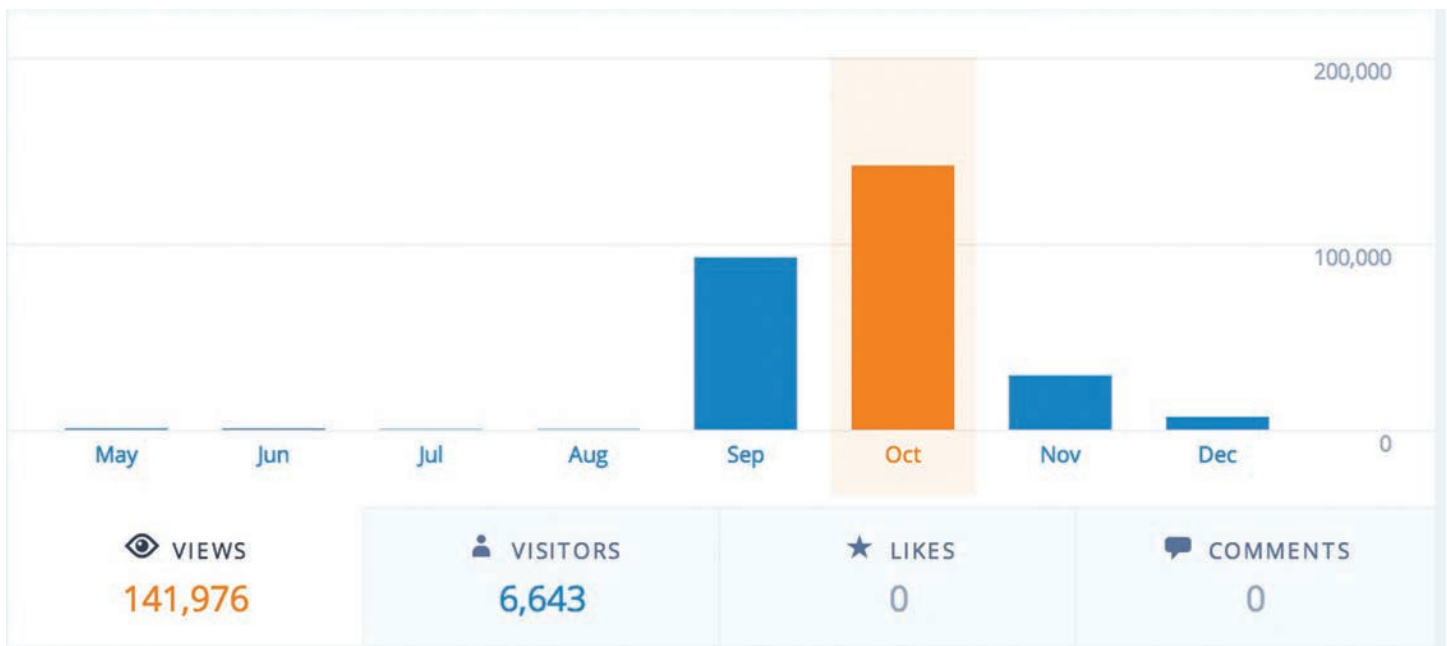 200,000
100,000
0
May Jun Jul Aug Sep Oct Nov Dec
VIEWS VISITORS LIKES COMMENTS
141,976 6,643 0 0